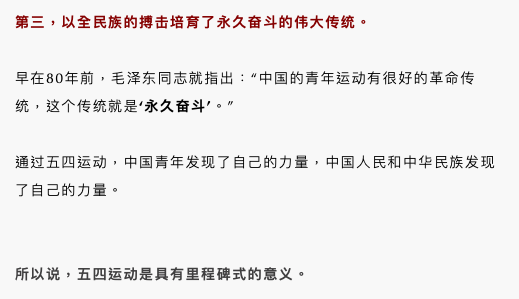 第三，以全民族的搏击培育了永久奋斗的伟大传统。
早在80年前，毛泽东同志就指出：“中国的青年运动有很好的革命传
统，这个传统就是‘永久奋斗’。”
通过五四运动，中国青年发现了自己的力量，中国人民和中华民族发现
了自己的力量。
所以说，五四运动是具有里程碑式的意义。